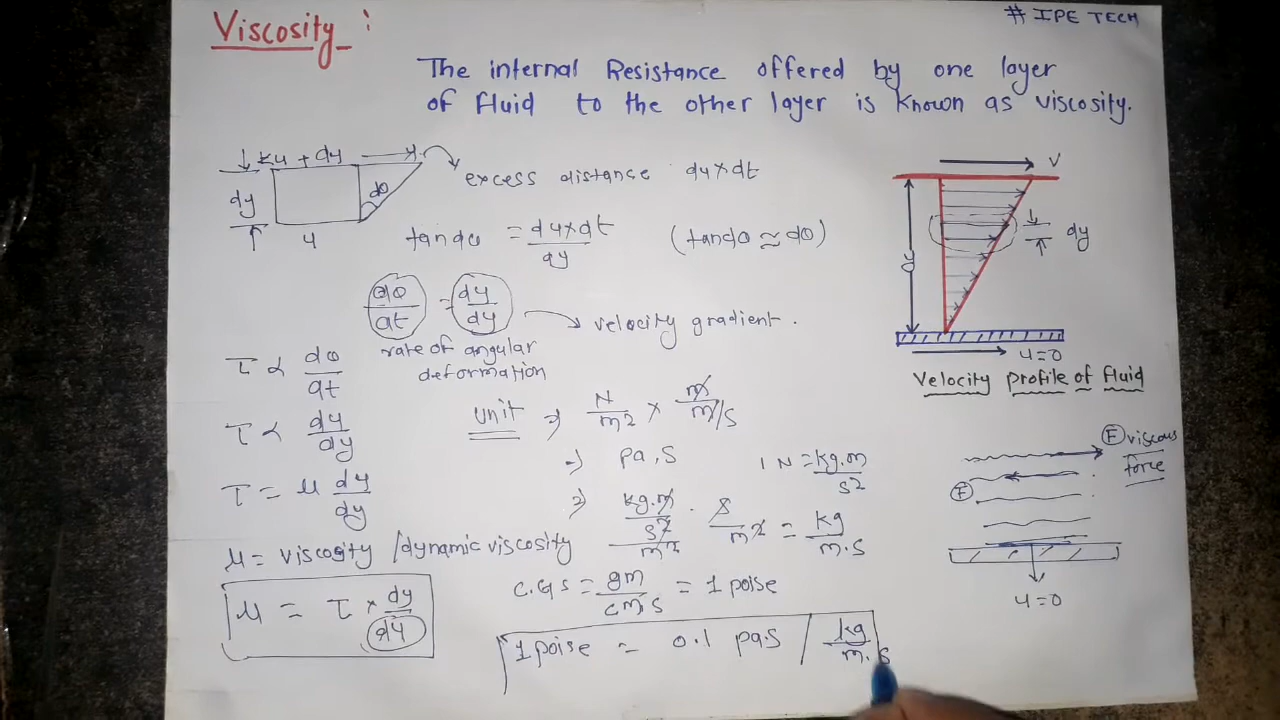 # IPE TECH
Viscosity :
The internal Resistance offered by one layer
of fluid to the other layer is known as viscosity.
u + du
dy
dθ
u
excess distance du×dt
tandθ = du×dt / dy (tandθ ≃ dθ)
dθ/dt = du/dy → velocity gradient.
rate of angular
deformation
τ ∝ dθ/dt
τ ∝ du/dy
τ = μ du/dy
μ = viscosity / dynamic viscosity
μ = τ × dy/du
unit ⇒ N/m² × m/m/s
⇒ pa.s
1 N = kg.m/s²
⇒ kg.m/s²/m² . s = kg/m.s
C.G.S = gm/cm.s = 1 poise
1 poise = 0.1 pa.s / kg/m.s
V
y
dy
u=0
Velocity profile of fluid
F viscous
force
F
u=0